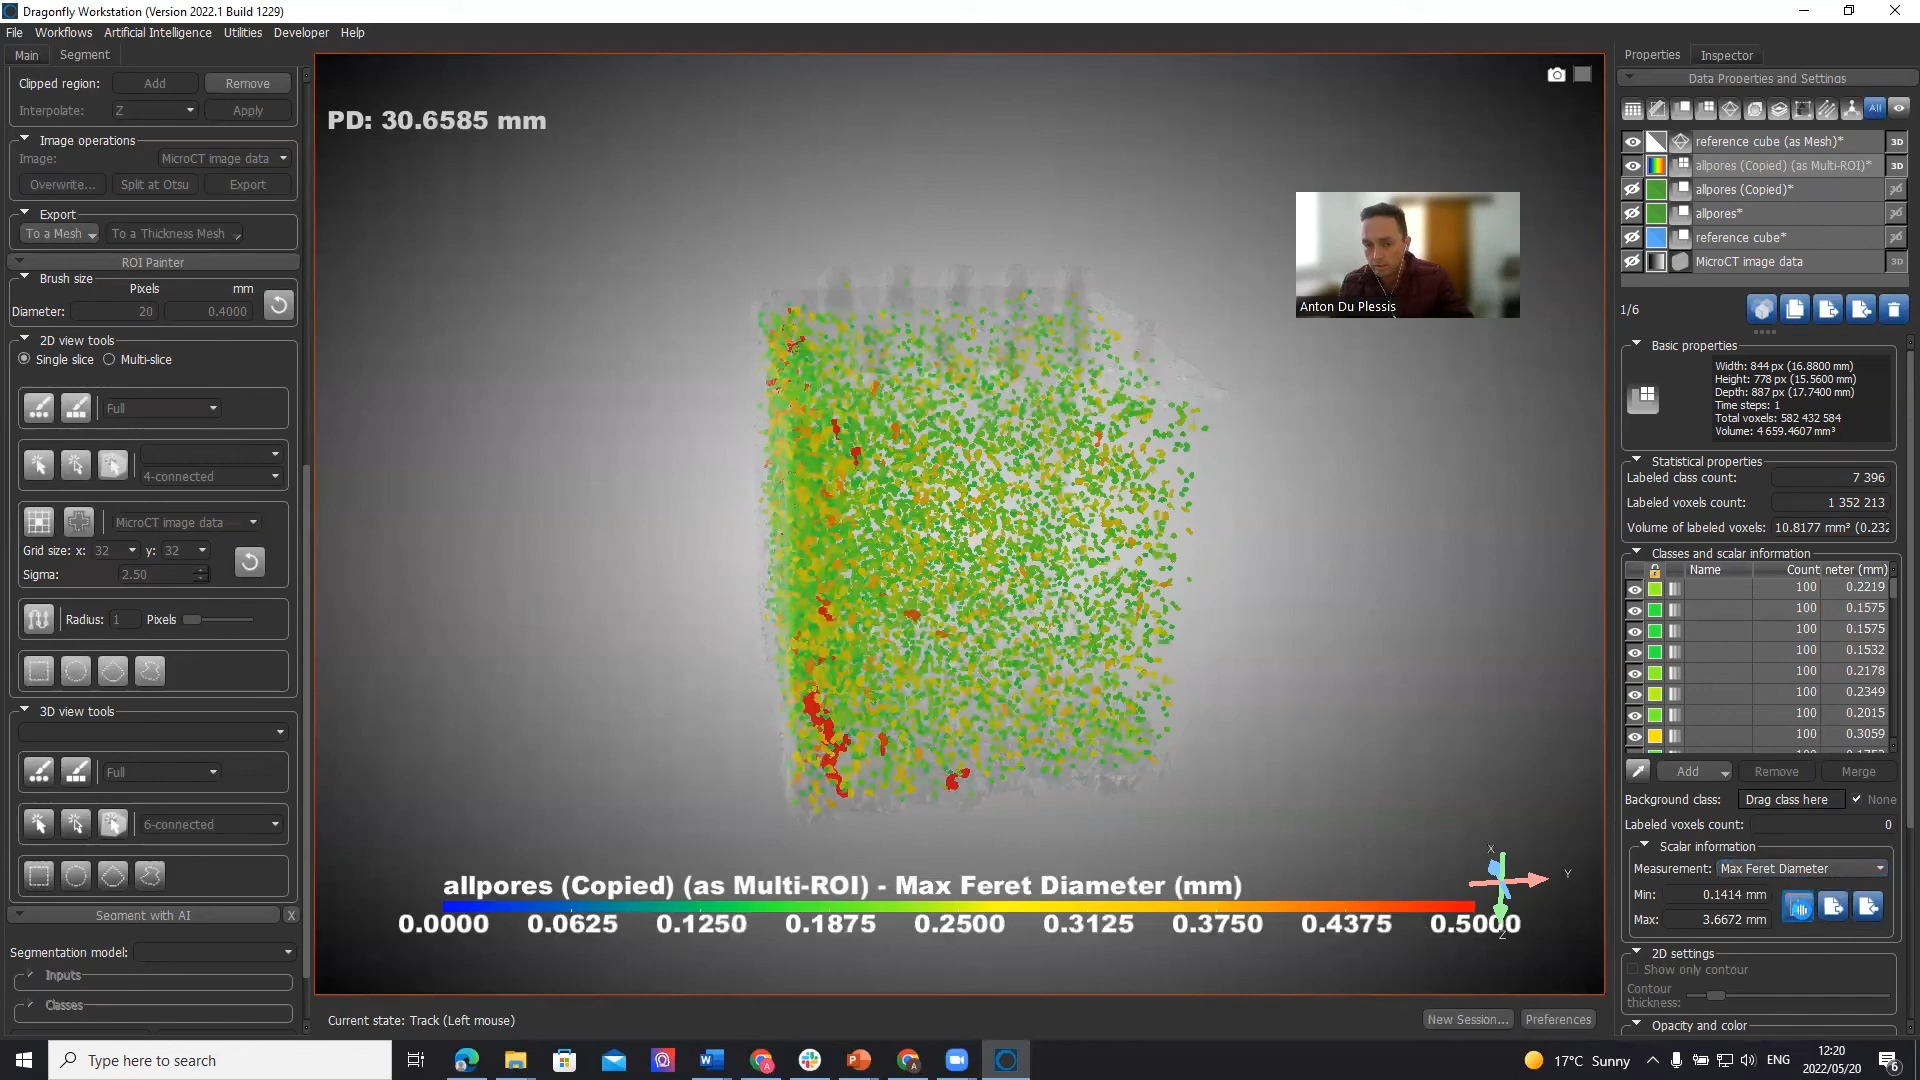 Dragonfly Workstation (Version 2022.1 Build 1229)
File Workflows Artificial Intelligence Utilities Developer Help
Main Segment
Clipped region: Add Remove
Interpolate: Z Apply
Image operations
Image: MicroCT image data
Overwrite... Split at Otsu Export
Export
To a Mesh To a Thickness Mesh
ROI Painter
Brush size
Pixels mm
Diameter: 20 0.4000
2D view tools
Single slice Multi-slice
Full
4-connected
MicroCT image data
Grid size: x: 32 y: 32
Sigma: 2.50
Radius: 1 Pixels
3D view tools
Full
6-connected
Segment with AI X
Segmentation model:
Inputs
Classes
PD: 30.6585 mm
Anton Du Plessis
X
Y
Z
allpores (Copied) (as Multi-ROI) - Max Feret Diameter (mm)
0.0000 0.0625 0.1250 0.1875 0.2500 0.3125 0.3750 0.4375 0.5000
Current state: Track (Left mouse)
New Session... Preferences
Properties Inspector
Data Properties and Settings
All
reference cube (as Mesh)* 3D
allpores (Copied) (as Multi-ROI)* 3D
allpores (Copied)*
allpores*
reference cube*
MicroCT image data 3D
1/6
Basic properties
Width: 844 px (16.8800 mm)
Height: 778 px (15.5600 mm)
Depth: 887 px (17.7400 mm)
Time steps: 1
Total voxels: 582 432 584
Volume: 4 659.4607 mm³
Statistical properties
Labeled class count: 7 396
Labeled voxels count: 1 352 213
Volume of labeled voxels: 10.8177 mm³ (0.232
Classes and scalar information
Name Count neter (mm)
100 0.2219
100 0.1575
100 0.1575
100 0.1532
100 0.2178
100 0.2349
100 0.2015
100 0.3059
Add Remove Merge
Background class: Drag class here None
Labeled voxels count: 0
Scalar information
Measurement: Max Feret Diameter
Min: 0.1414 mm
Max: 3.6672 mm
2D settings
Show only contour
Contour
thickness:
Opacity and color
Type here to search
17°C Sunny
ENG
12:20
2022/05/20
6